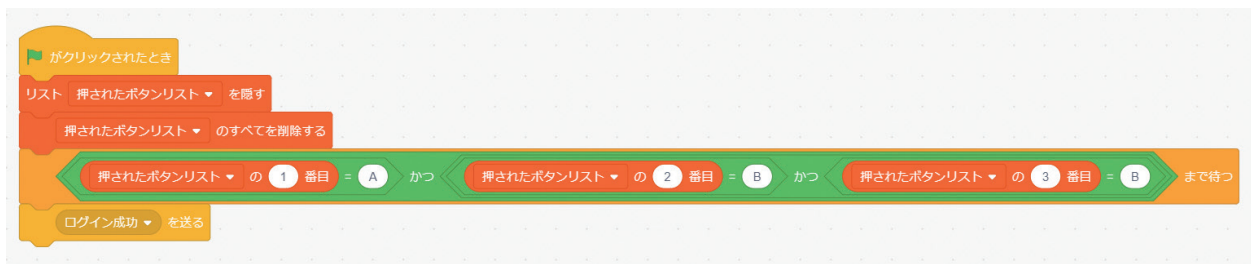 がクリックされたとき
リスト 押されたボタンリスト を隠す
押されたボタンリスト のすべてを削除する
押されたボタンリスト の 1 番目 = A かつ 押されたボタンリスト の 2 番目 = B かつ 押されたボタンリスト の 3 番目 = B まで待つ
ログイン成功 を送る